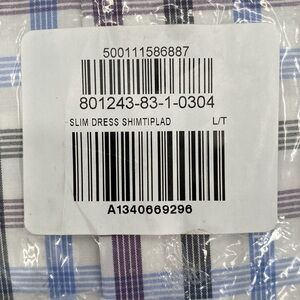 500111586887
801243-83-1-0304
SLIM DRESS SHIMTIPLAD L/T
A1340669296